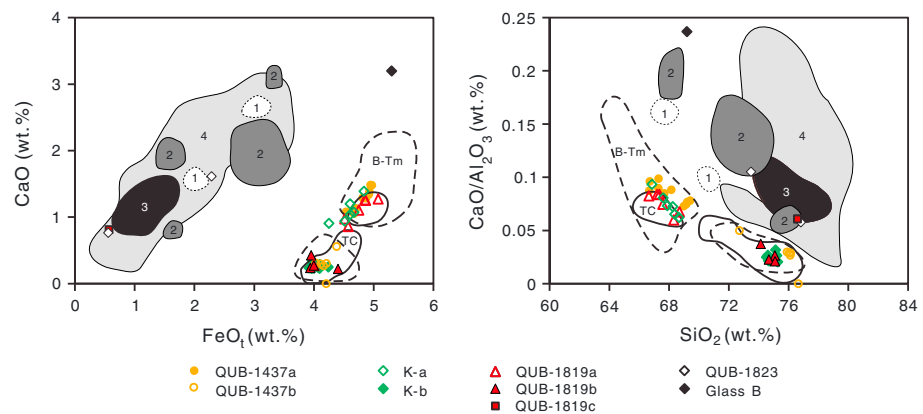 4
3
2
1
0
0
1
2
3
4
5
6
CaO (wt.%)
FeOt (wt.%)
2
1
4
2
2
1
3
2
B-Tm
TC
0.25
0.20
0.15
0.10
0.05
0
60
64
68
72
76
80
84
CaO/Al2O3 (wt.%)
SiO2 (wt.%)
2
1
2
4
B-Tm
1
3
TC
2
QUB-1437a
QUB-1437b
K-a
K-b
QUB-1819a
QUB-1819b
QUB-1819c
QUB-1823
Glass B